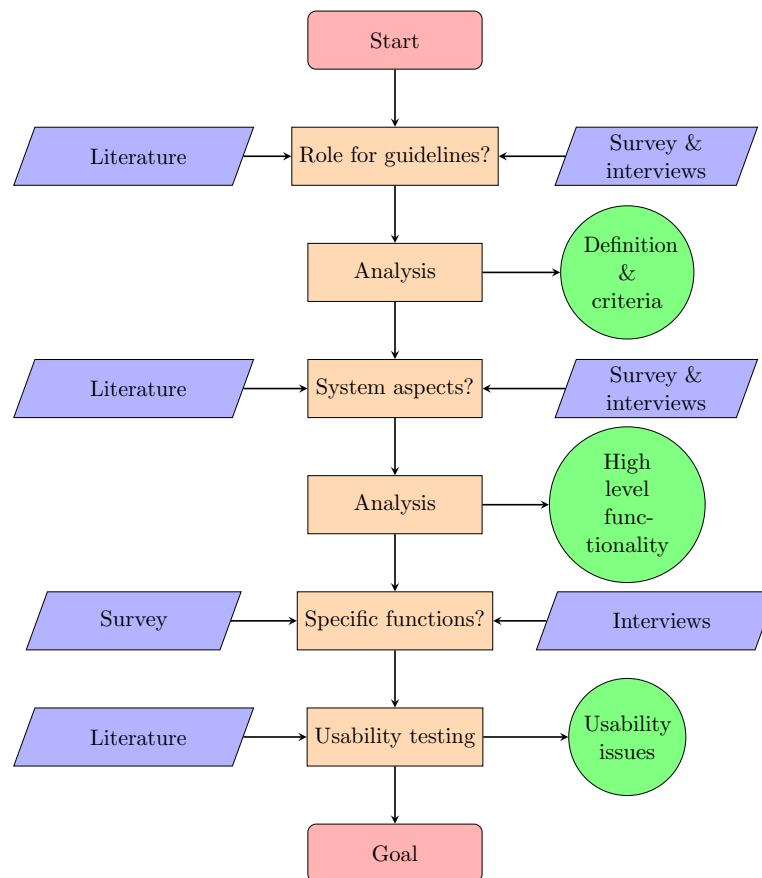 Start
Literature
Role for guidelines?
Survey &
interviews
Analysis
Definition
&
criteria
Literature
System aspects?
Survey &
interviews
Analysis
High
level
func-
tionality
Survey
Specific functions?
Interviews
Literature
Usability testing
Usability
issues
Goal